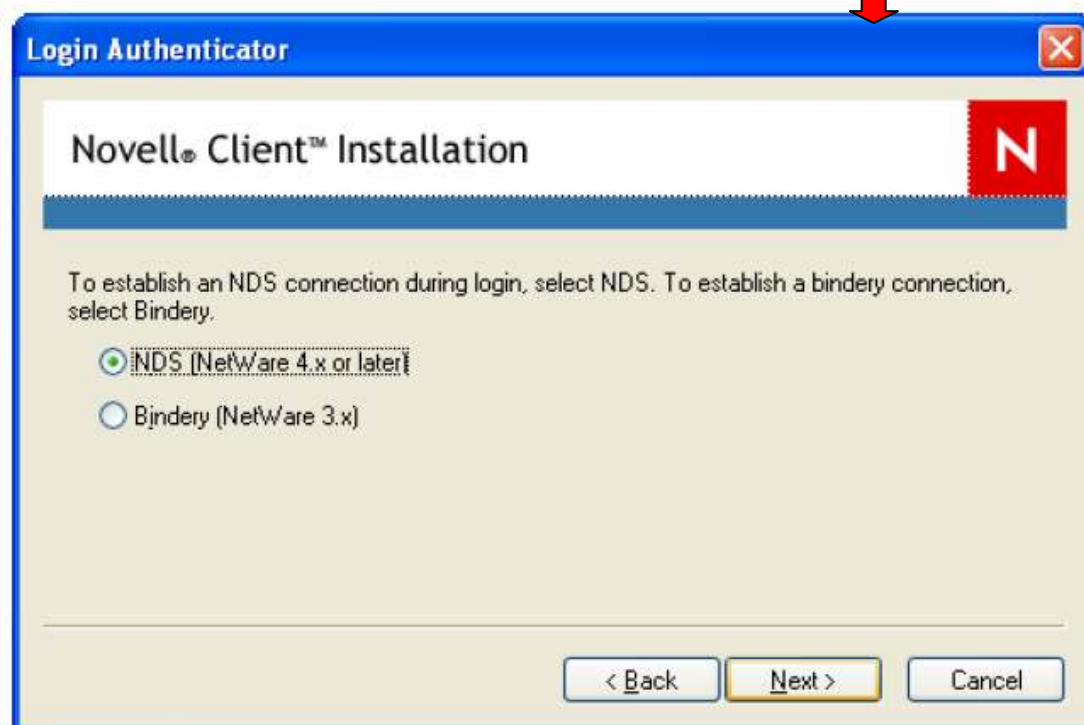 Login Authenticator
Novell® Client™ Installation
N
To establish an NDS connection during login, select NDS. To establish a bindery connection,
select Bindery.
NDS (NetWare 4.x or later)
Bindery (NetWare 3.x)
< Back
Next >
Cancel